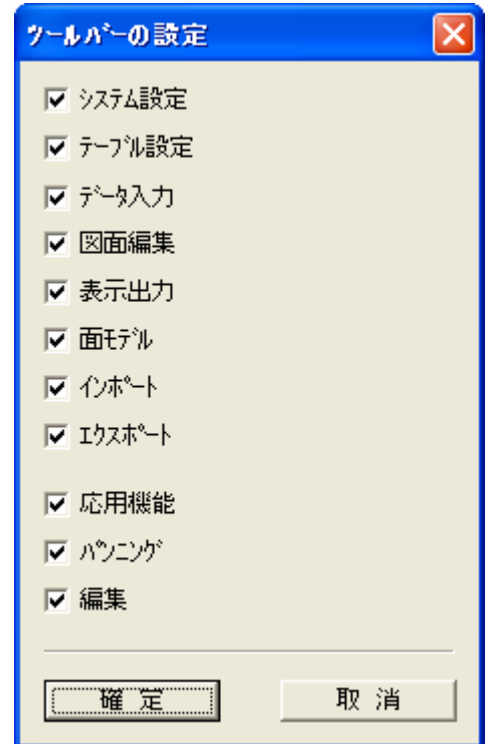 ﾂｰﾙﾊﾞｰの設定
ｼｽﾃﾑ設定
ﾃｰﾌﾞﾙ設定
ﾃﾞｰﾀ入力
図面編集
表示出力
面ﾓﾃﾞﾙ
ｲﾝﾎﾟｰﾄ
ｴｸｽﾎﾟｰﾄ
応用機能
ﾊﾟﾝﾆﾝｸﾞ
編集
確 定
取 消